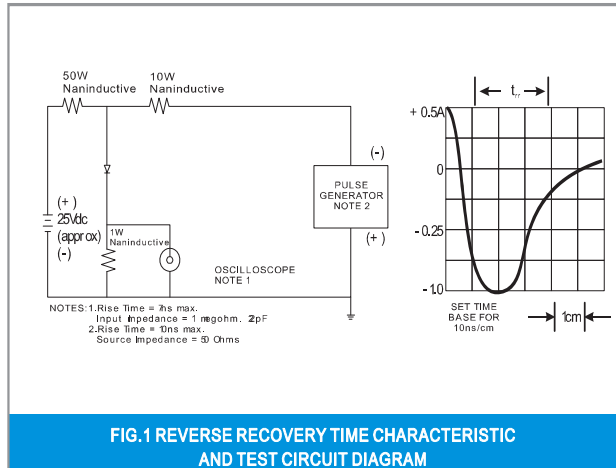 50W
Naninductive
10W
Naninductive
(+)
25Vdc
(approx)
(-)
1W
Naninductive
OSCILLOSCOPE
NOTE 1
(-)
PULSE
GENERATOR
NOTE 2
(+)
trr
+ 0.5A
0
- 0.25
- 1.0
SET TIME
BASE FOR
10ns/cm
1cm
NOTES: 1.Rise Time = 7ns max.
Input Impedance = 1 megohm. 22pF
2.Rise Time = 10ns max.
Source Impedance = 50 Ohms
FIG.1 REVERSE RECOVERY TIME CHARACTERISTIC
AND TEST CIRCUIT DIAGRAM